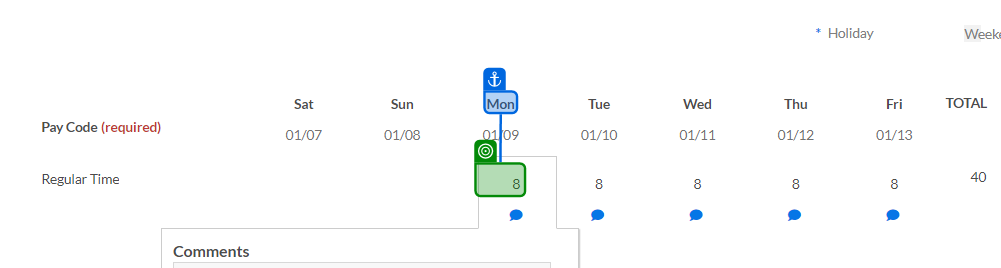 * Holiday
Sat Mon Sun Tue Wed Thu Fri TOTAL
Pay Code (required)
01/07 01/08 01/09 01/10 01/11 01/12 01/13
Regular Time 8 8 8 8 8 40
Comments